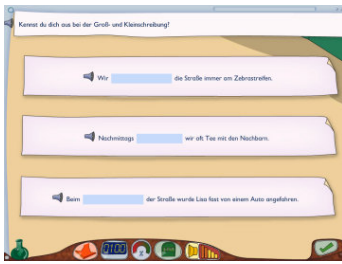 Kennst du dich aus bei der Groß- und Kleinschreibung?
Wir die Straße immer am Zebrastreifen.
Nachmittags wir oft Tee mit den Nachbarn.
Beim der Straße wurde Lisa fast von einem Auto angefahren.